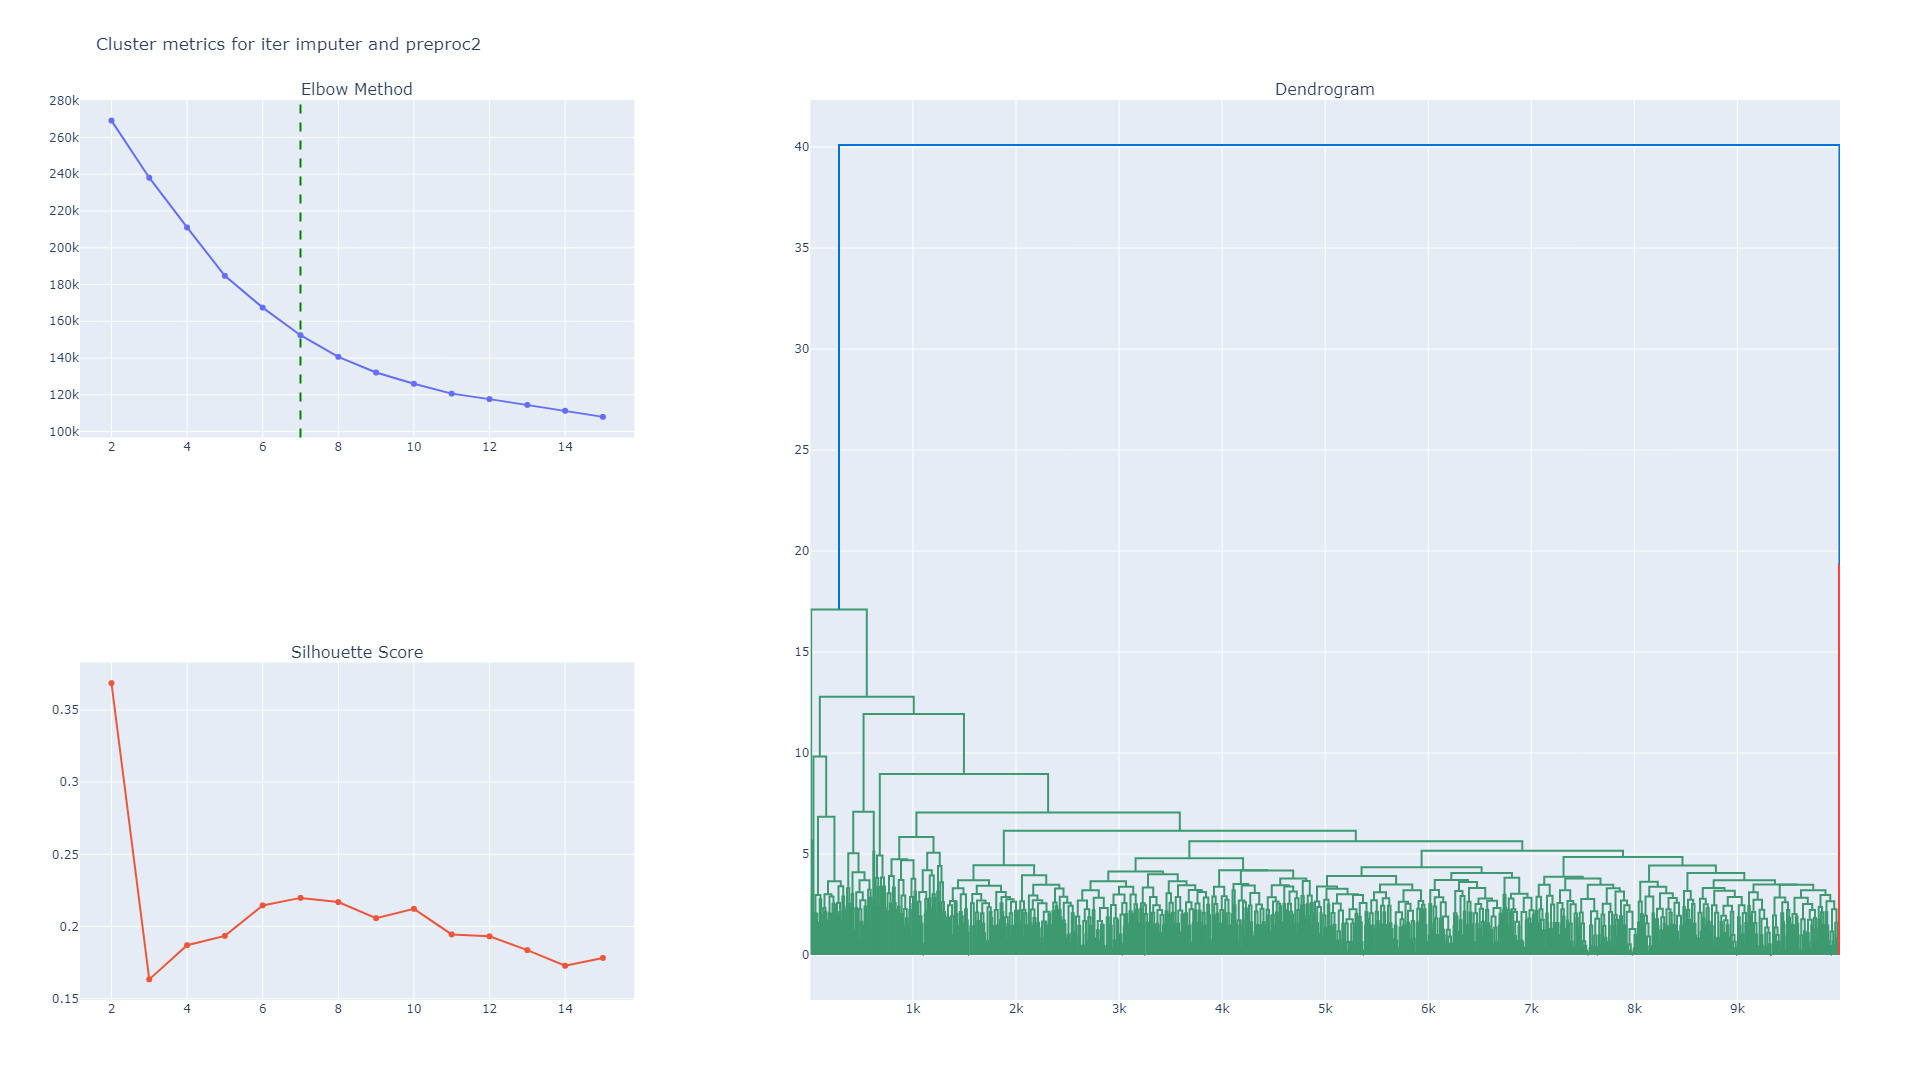 Cluster metrics for iter imputer and preproc2
Elbow Method
280k
260k
240k
220k
200k
180k
160k
140k
120k
100k
2 4 6 8 10 12 14
Silhouette Score
0.35
0.3
0.25
0.2
0.15
2 4 6 8 10 12 14
Dendrogram
40
35
30
25
20
15
10
5
0
1k 2k 3k 4k 5k 6k 7k 8k 9k